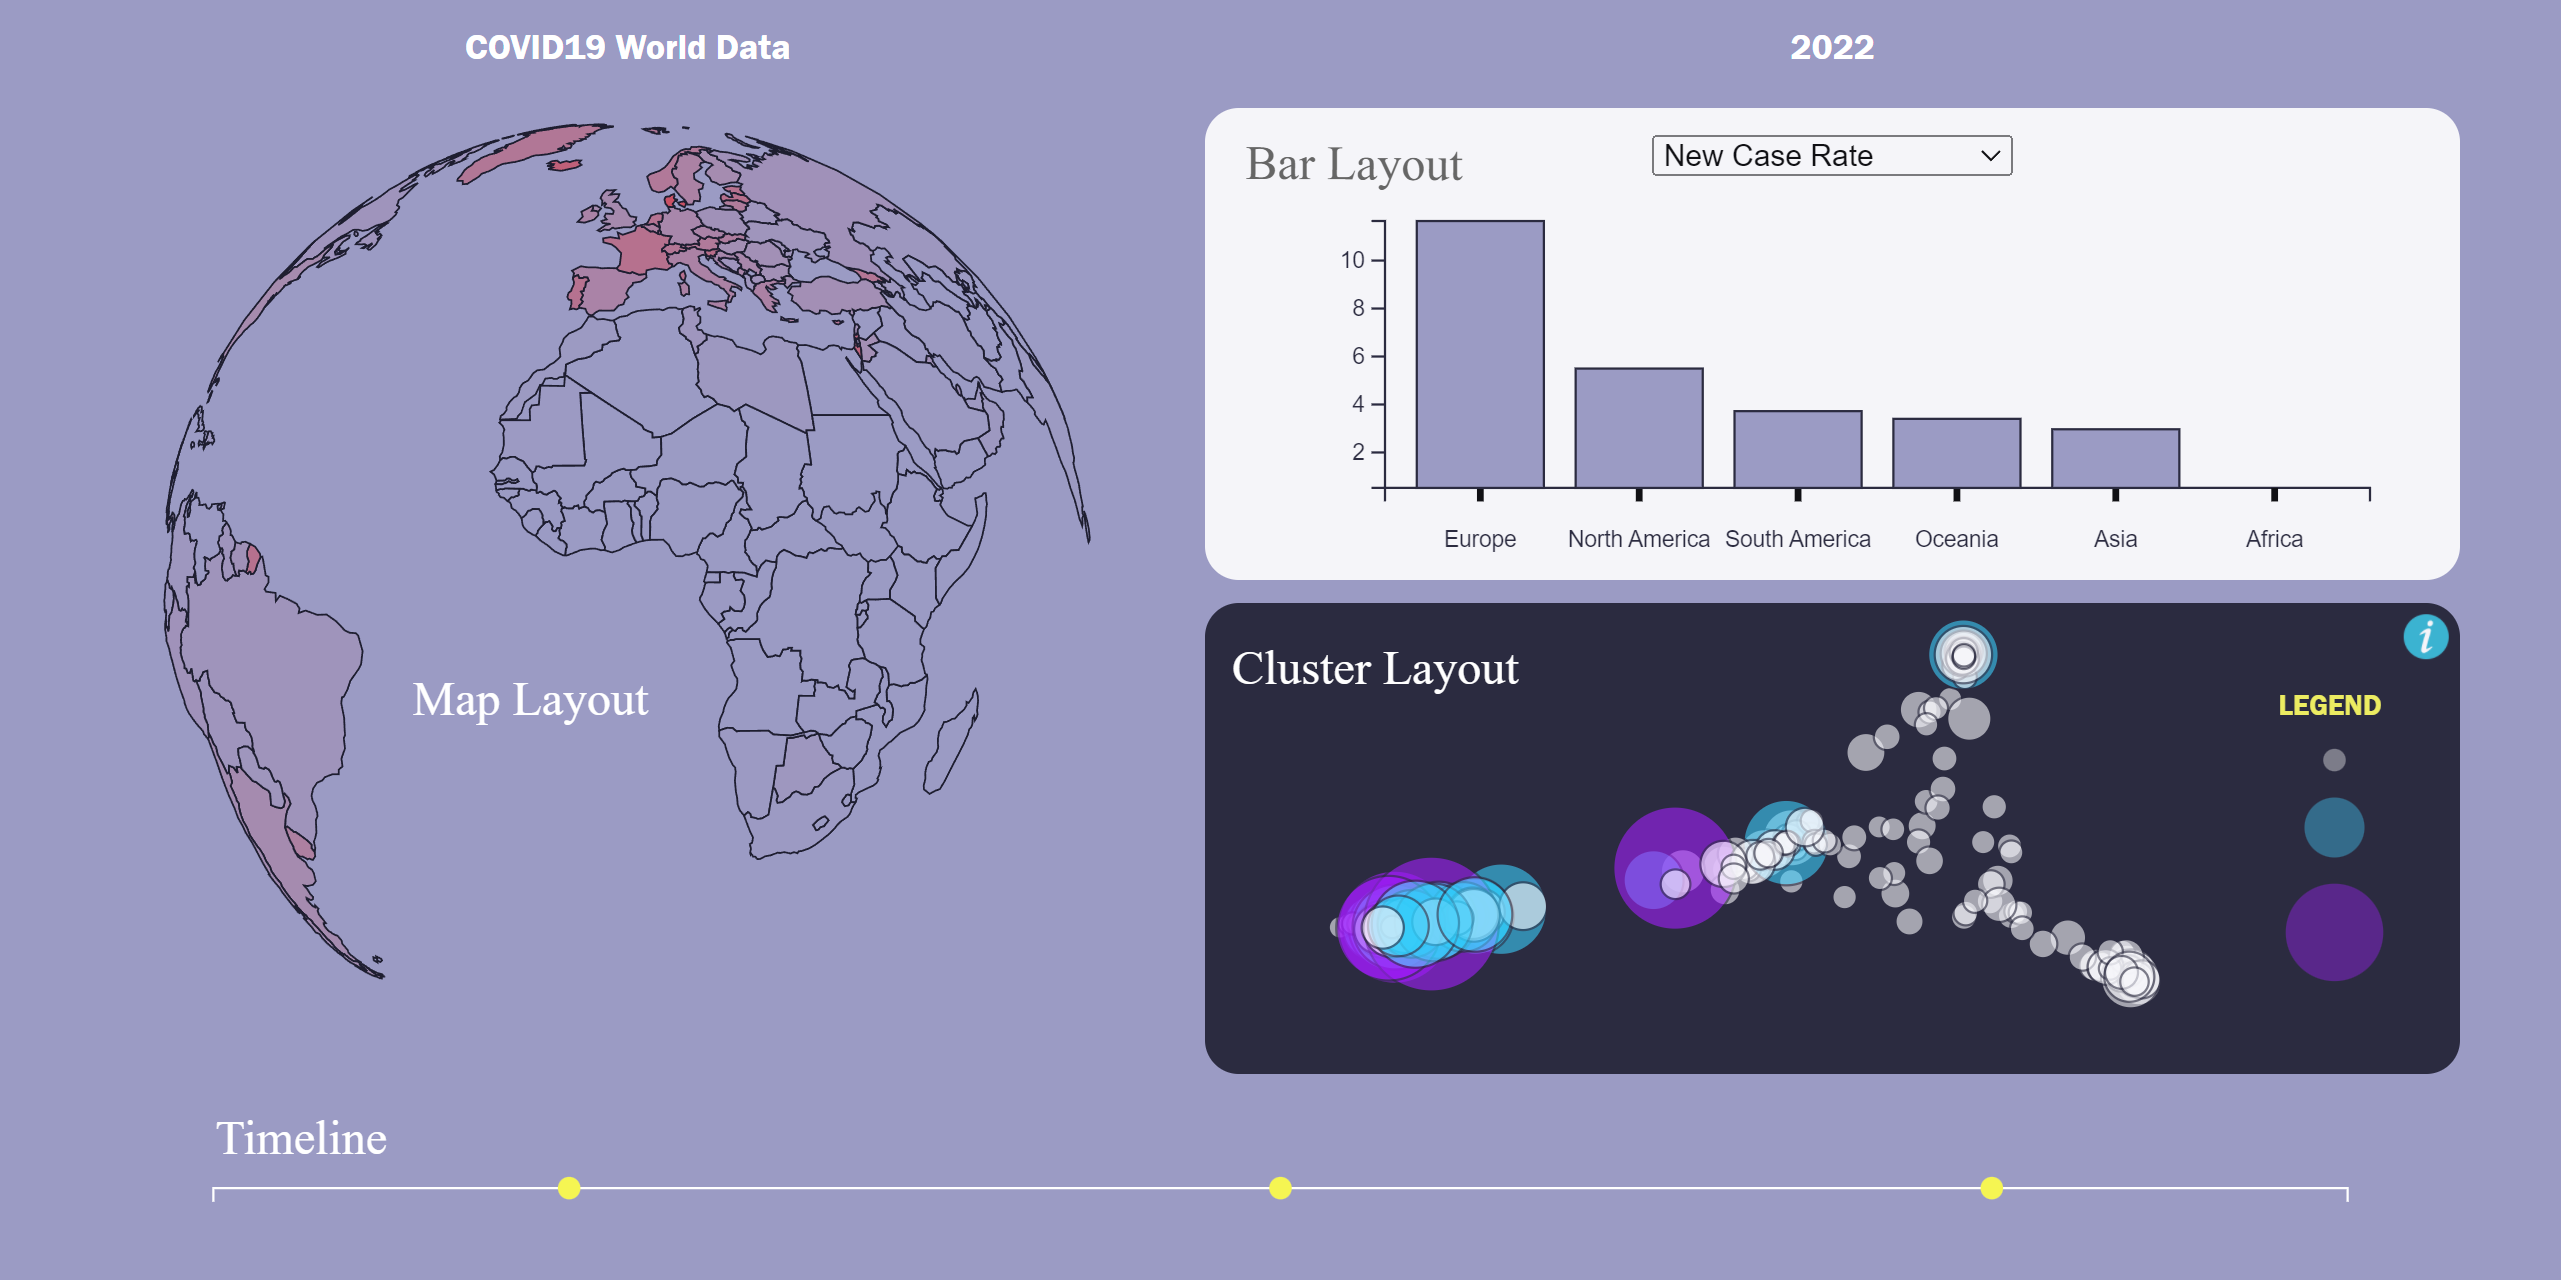 COVID19 World Data
2022
Bar Layout
New Case Rate
10
8
6
4
2
Europe
North America
South America
Oceania
Asia
Africa
Map Layout
Cluster Layout
i
LEGEND
Timeline